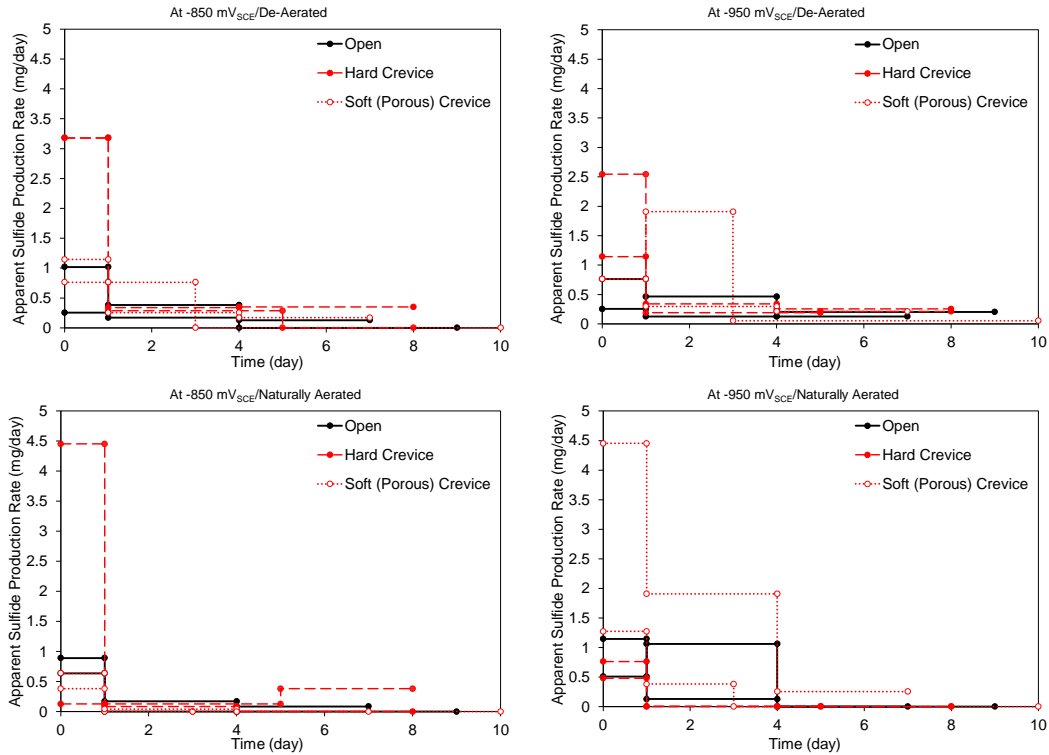 At -850 mVSCE/De-Aerated
Apparent Sulfide Production Rate (mg/day)
5
4.5
4
3.5
3
2.5
2
1.5
1
0.5
0
Open
Hard Crevice
Soft (Porous) Crevice
0 2 4 6 8 10
Time (day)
At -950 mVSCE/De-Aerated
Apparent Sulfide Production Rate (mg/day)
5
4.5
4
3.5
3
2.5
2
1.5
1
0.5
0
Open
Hard Crevice
Soft (Porous) Crevice
0 2 4 6 8 10
Time (day)
At -850 mVSCE/Naturally Aerated
Apparent Sulfide Production Rate (mg/day)
5
4.5
4
3.5
3
2.5
2
1.5
1
0.5
0
Open
Hard Crevice
Soft (Porous) Crevice
0 2 4 6 8 10
Time (day)
At -950 mVSCE/Naturally Aerated
Apparent Sulfide Production Rate (mg/day)
5
4.5
4
3.5
3
2.5
2
1.5
1
0.5
0
Open
Hard Crevice
Soft (Porous) Crevice
0 2 4 6 8 10
Time (day)